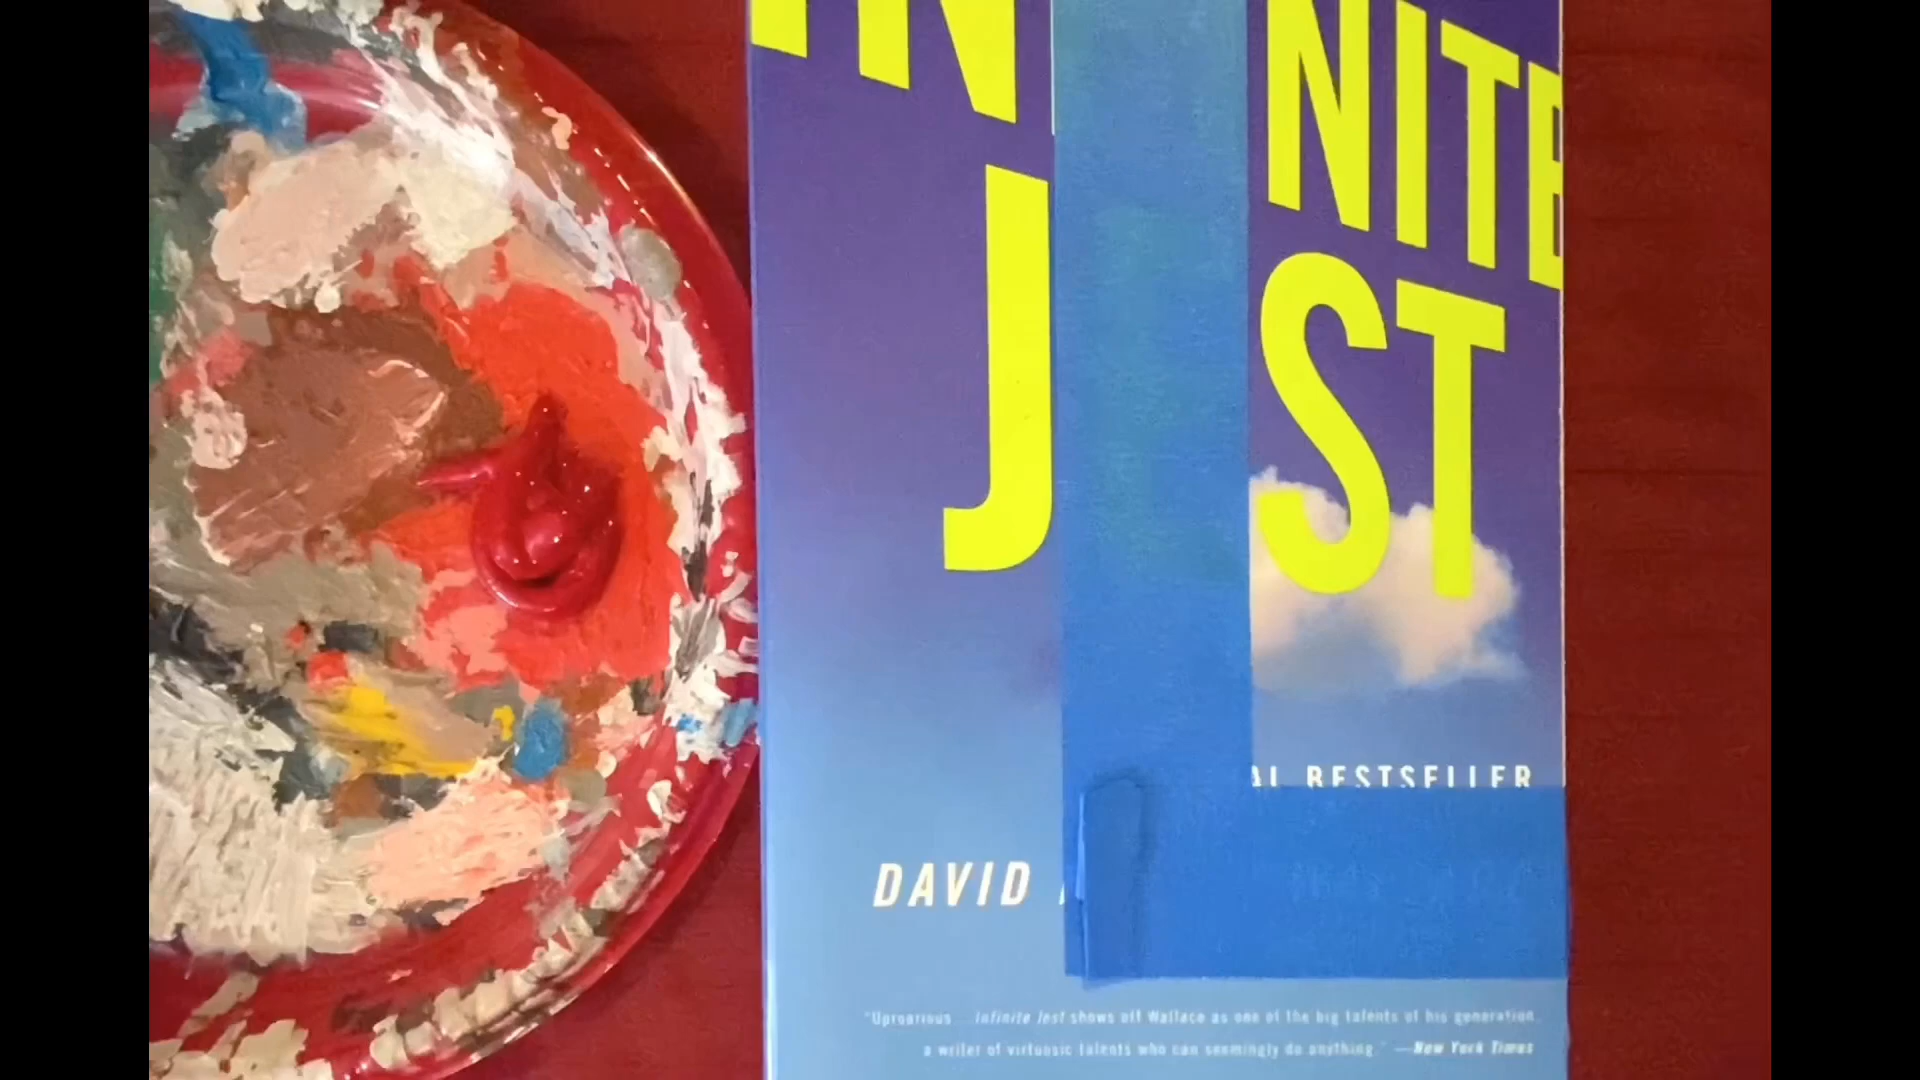 IN NITE
J ST
AL BESTSELLER
DAVID
"Uproarious... Infinite Jest shows off Wallace as one of the big talents of his generation,
a writer of virtuosic talents who can seemingly do anything." —New York Times